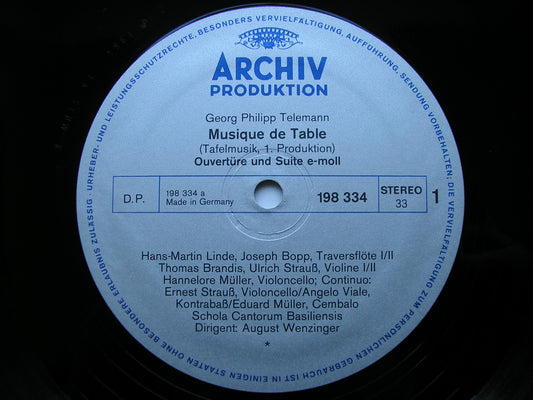 URHEBER- UND LEISTUNGSSCHUTZRECHTE, BESONDERS VERVIELFÄLTIGUNG, AUFFÜHRUNG, SENDUNG VORBEHALTEN; DIE VERVIELFÄLTIGUNG ZUM PERSÖNLICHEN GEBRAUCH IST IN EINIGEN STAATEN OHNE BESONDERE ERLAUBNIS ZULÄSSIG ·
ARCHIV
PRODUKTION
Georg Philipp Telemann
Musique de Table
(Tafelmusik, 1. Produktion)
Ouvertüre und Suite e-moll
D.P.
198 334 a
Made in Germany
198 334
STEREO
33
1
Hans-Martin Linde, Joseph Bopp, Traversflöte I/II
Thomas Brandis, Ulrich Strauß, Violine I/II
Hannelore Müller, Violoncello; Continuo:
Ernest Strauß, Violoncello/Angelo Viale,
Kontrabaß/Eduard Müller, Cembalo
Schola Cantorum Basiliensis
Dirigent: August Wenzinger
*